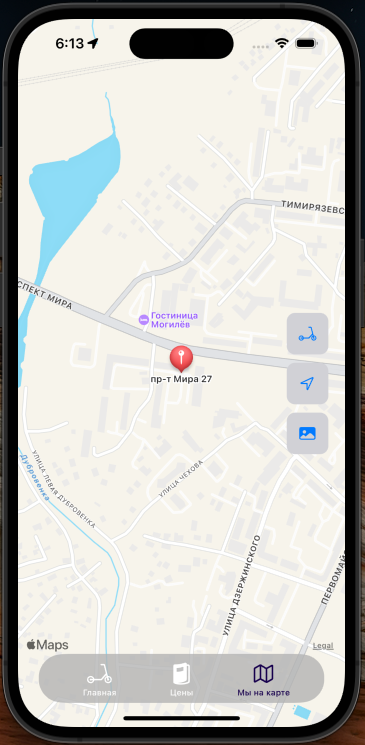 6:13
ТИМИРЯЗЕВС
СПЕКТ МИРА
Гостиница
Могилёв
пр-т Мира 27
УЛИЦА ЛЕВАЯ ДУБРОВЕНКА
Дубровенка
УЛИЦА ЧЕХОВА
УЛИЦА ДЗЕРЖИНСКОГО
ПЕРВОМАЙ
Maps
Legal
Главная
Цены
Мы на карте